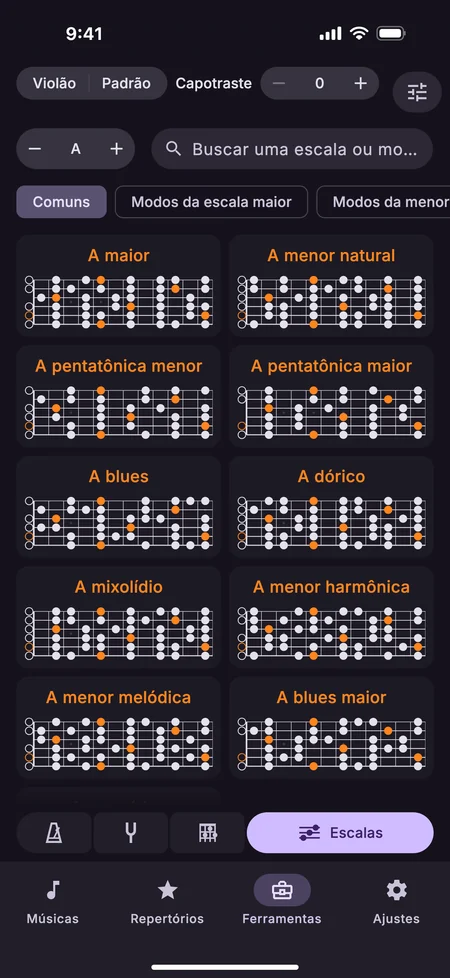 9:41
Violão Padrão Capotraste − 0 +
− A + Buscar uma escala ou mo...
Comuns Modos da escala maior Modos da menor
A maior A menor natural
A pentatônica menor A pentatônica maior
A blues A dórico
A mixolídio A menor harmônica
A menor melódica A blues maior
Escalas
Músicas Repertórios Ferramentas Ajustes